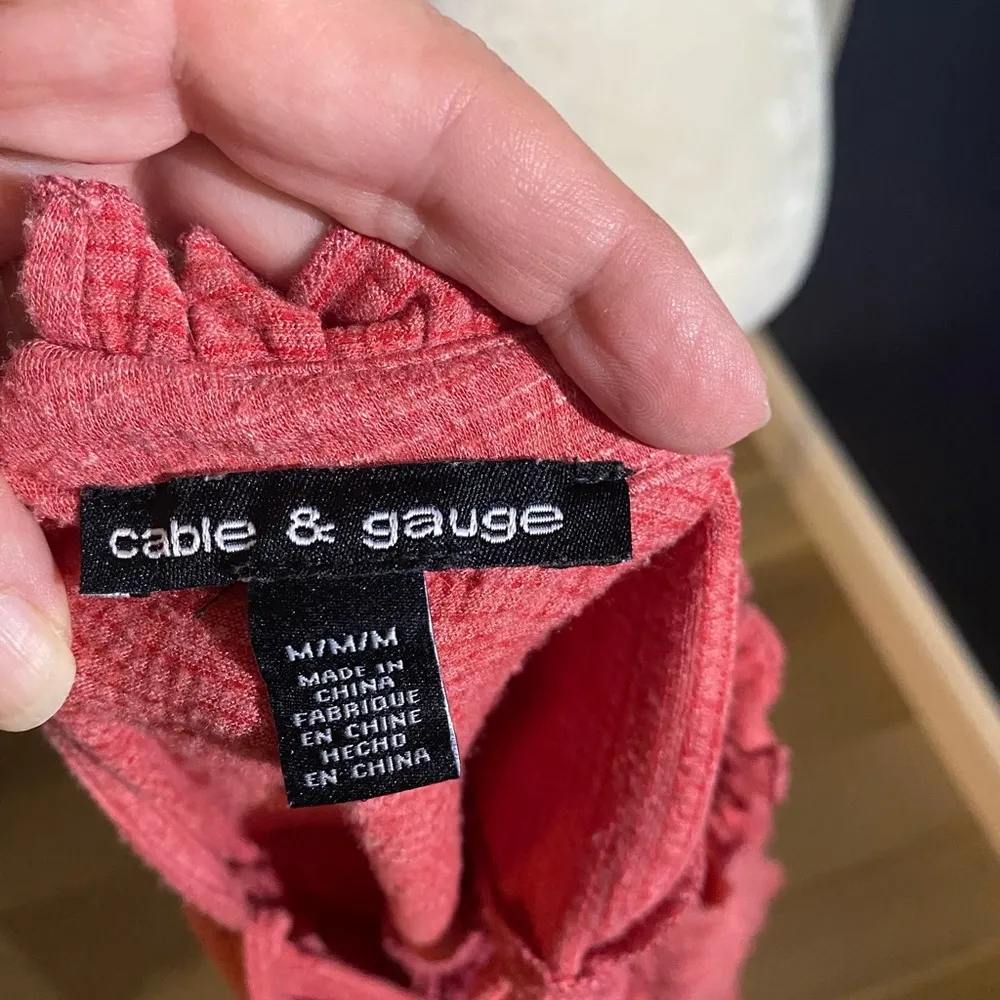 cable & gauge
M/M/M
MADE IN
CHINA
FABRIQUE
EN CHINE
HECHO
EN CHINA